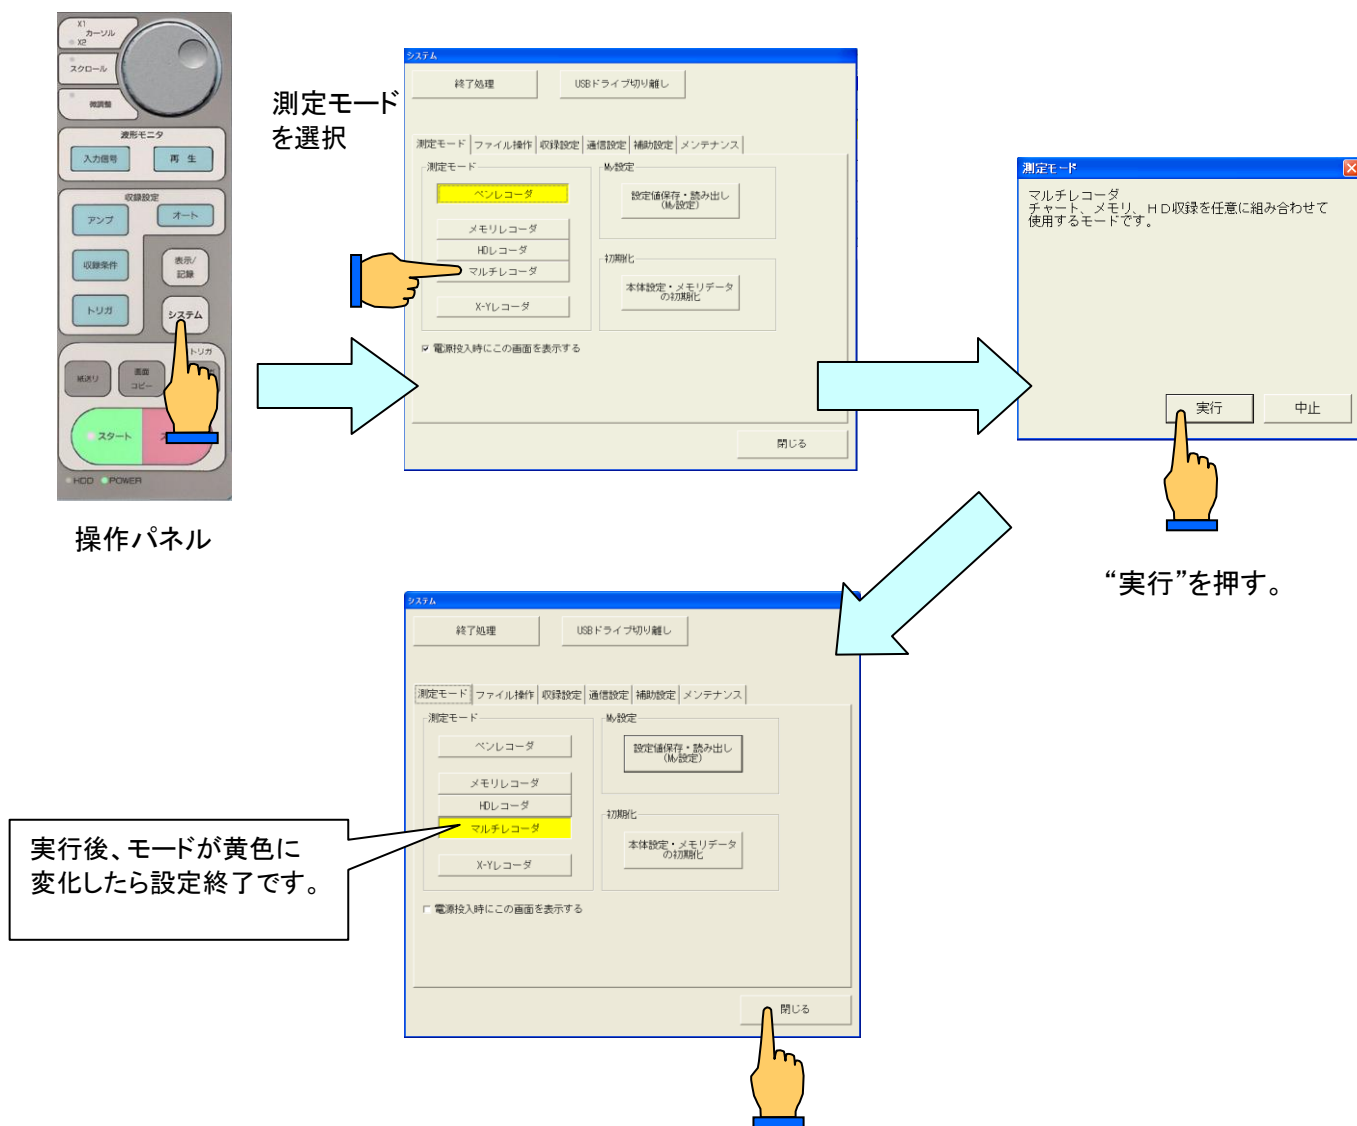 X1
カーソル
X2
スクロール
微調整
波形モニタ
入力信号
再 生
収録設定
アンプ
オート
収録条件
表示/
記録
トリガ
システム
トリガ
紙送り
画面
コピー
スタート
HDD
POWER
操作パネル
測定モード
を選択
システム
終了処理
USBドライブ切り離し
測定モード
ファイル操作
収録設定
通信設定
補助設定
メンテナンス
測定モード
ペンレコーダ
メモリレコーダ
HDレコーダ
マルチレコーダ
X-Yレコーダ
My設定
設定値保存・読み出し
(My設定)
初期化
本体設定・メモリデータ
の初期化
電源投入時にこの画面を表示する
閉じる
測定モード
マルチレコーダ
チャート、メモリ、HD収録を任意に組み合わせて
使用するモードです。
実行
中止
“実行”を押す。
システム
終了処理
USBドライブ切り離し
測定モード
ファイル操作
収録設定
通信設定
補助設定
メンテナンス
測定モード
ペンレコーダ
メモリレコーダ
HDレコーダ
マルチレコーダ
X-Yレコーダ
My設定
設定値保存・読み出し
(My設定)
初期化
本体設定・メモリデータ
の初期化
電源投入時にこの画面を表示する
閉じる
実行後、モードが黄色に
変化したら設定終了です。